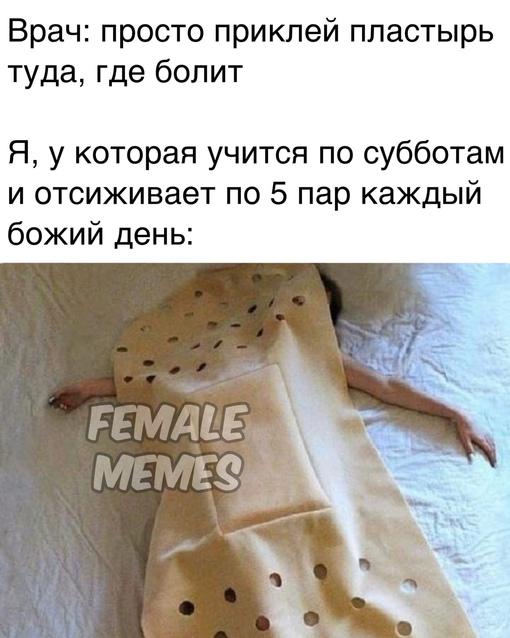 Врач: просто приклей пластырь
туда, где болит
Я, у которая учится по субботам
и отсиживает по 5 пар каждый
божий день:
FEMALE
MEMES